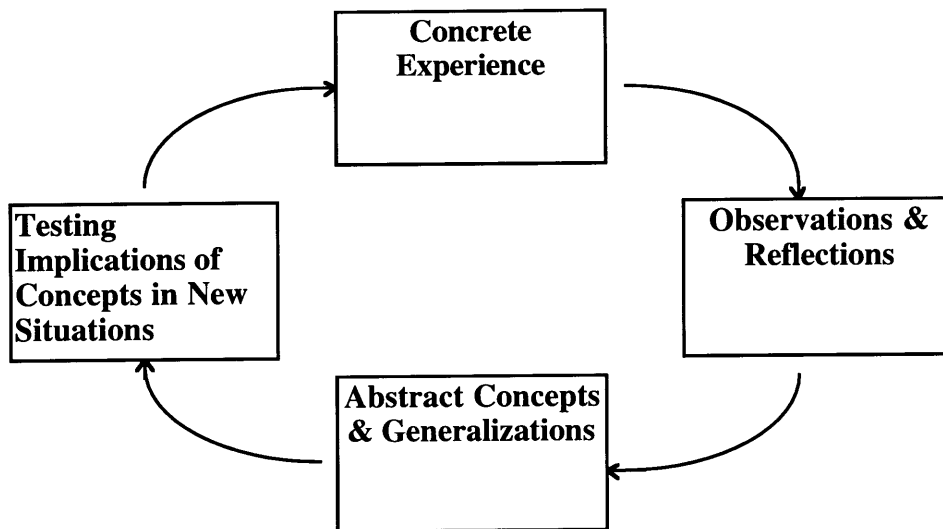 Concrete
Experience
Observations &
Reflections
Abstract Concepts
& Generalizations
Testing
Implications of
Concepts in New
Situations